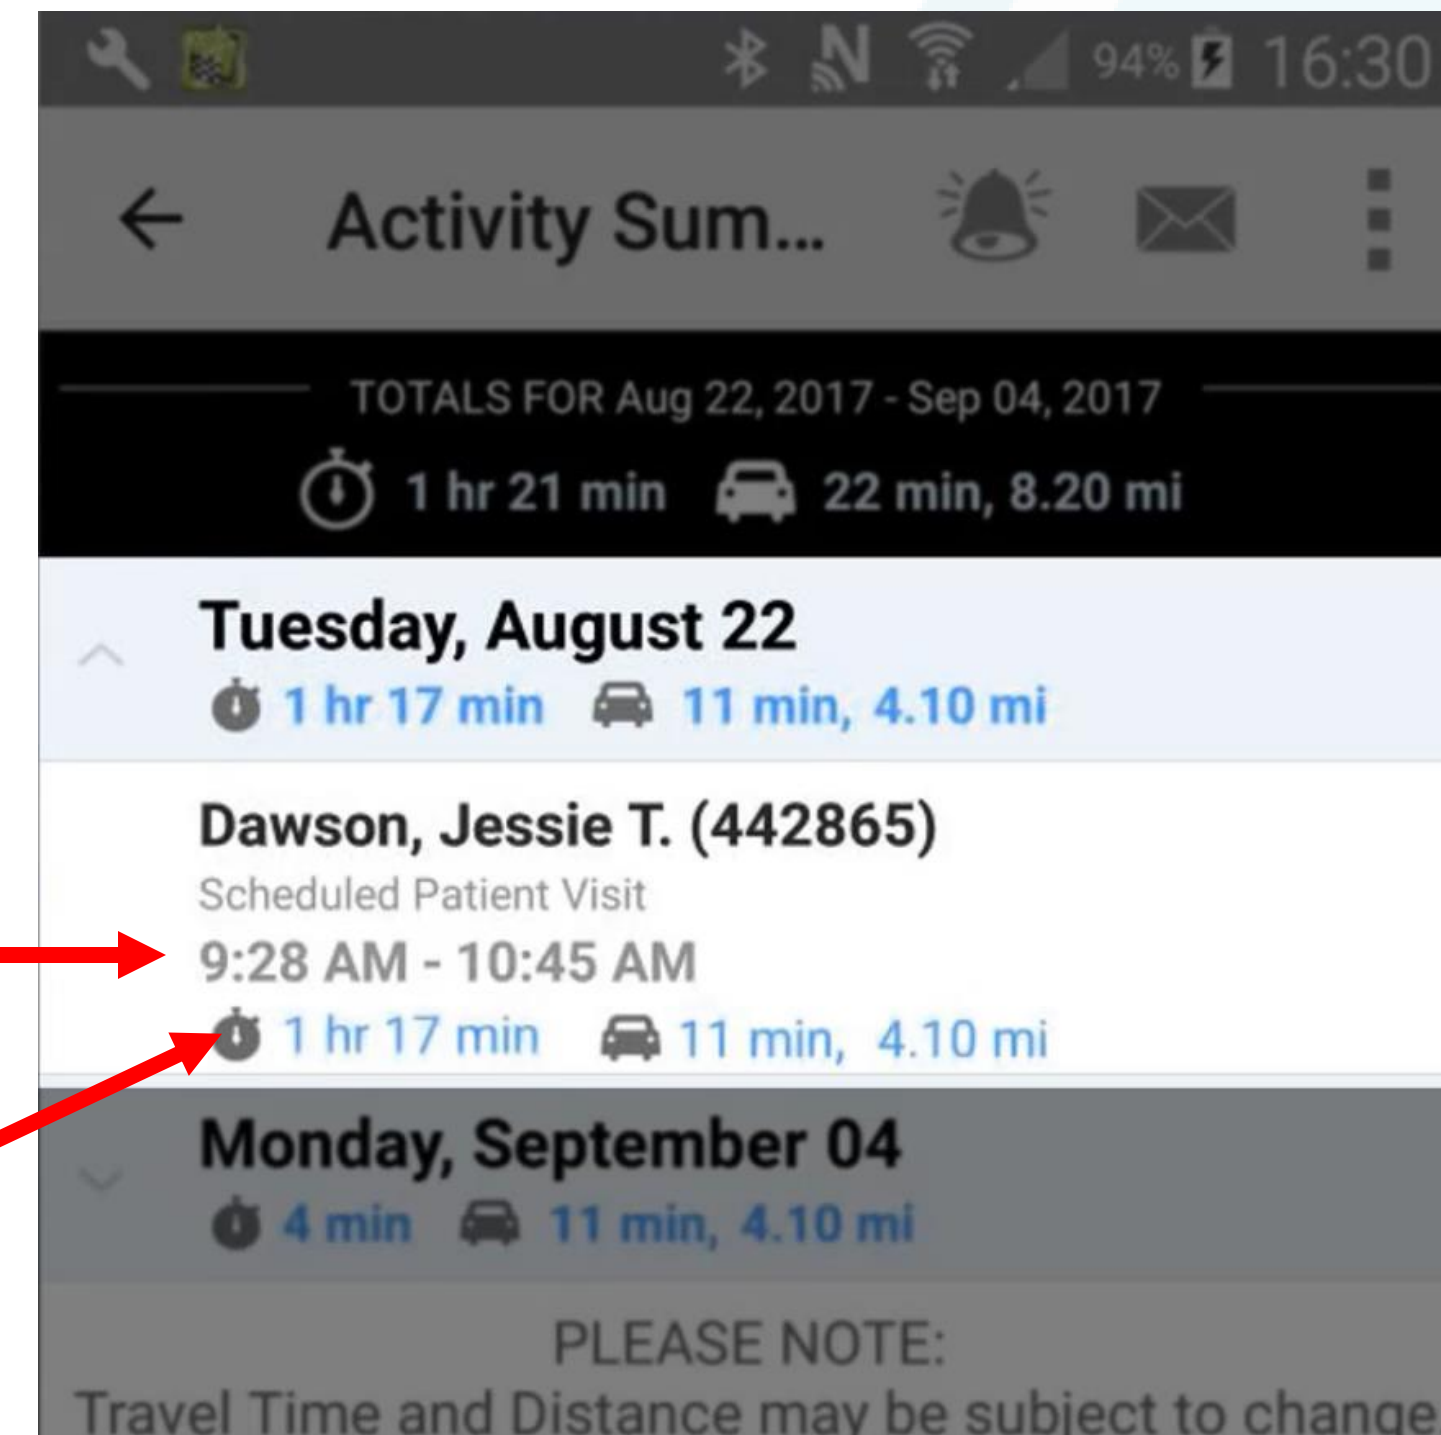 94% 16:30
Activity Sum...
TOTALS FOR Aug 22, 2017 - Sep 04, 2017
1 hr 21 min 22 min, 8.20 mi
Tuesday, August 22
1 hr 17 min 11 min, 4.10 mi
Dawson, Jessie T. (442865)
Scheduled Patient Visit
9:28 AM - 10:45 AM
1 hr 17 min 11 min, 4.10 mi
Monday, September 04
4 min 11 min, 4.10 mi
PLEASE NOTE:
Travel Time and Distance may be subject to change